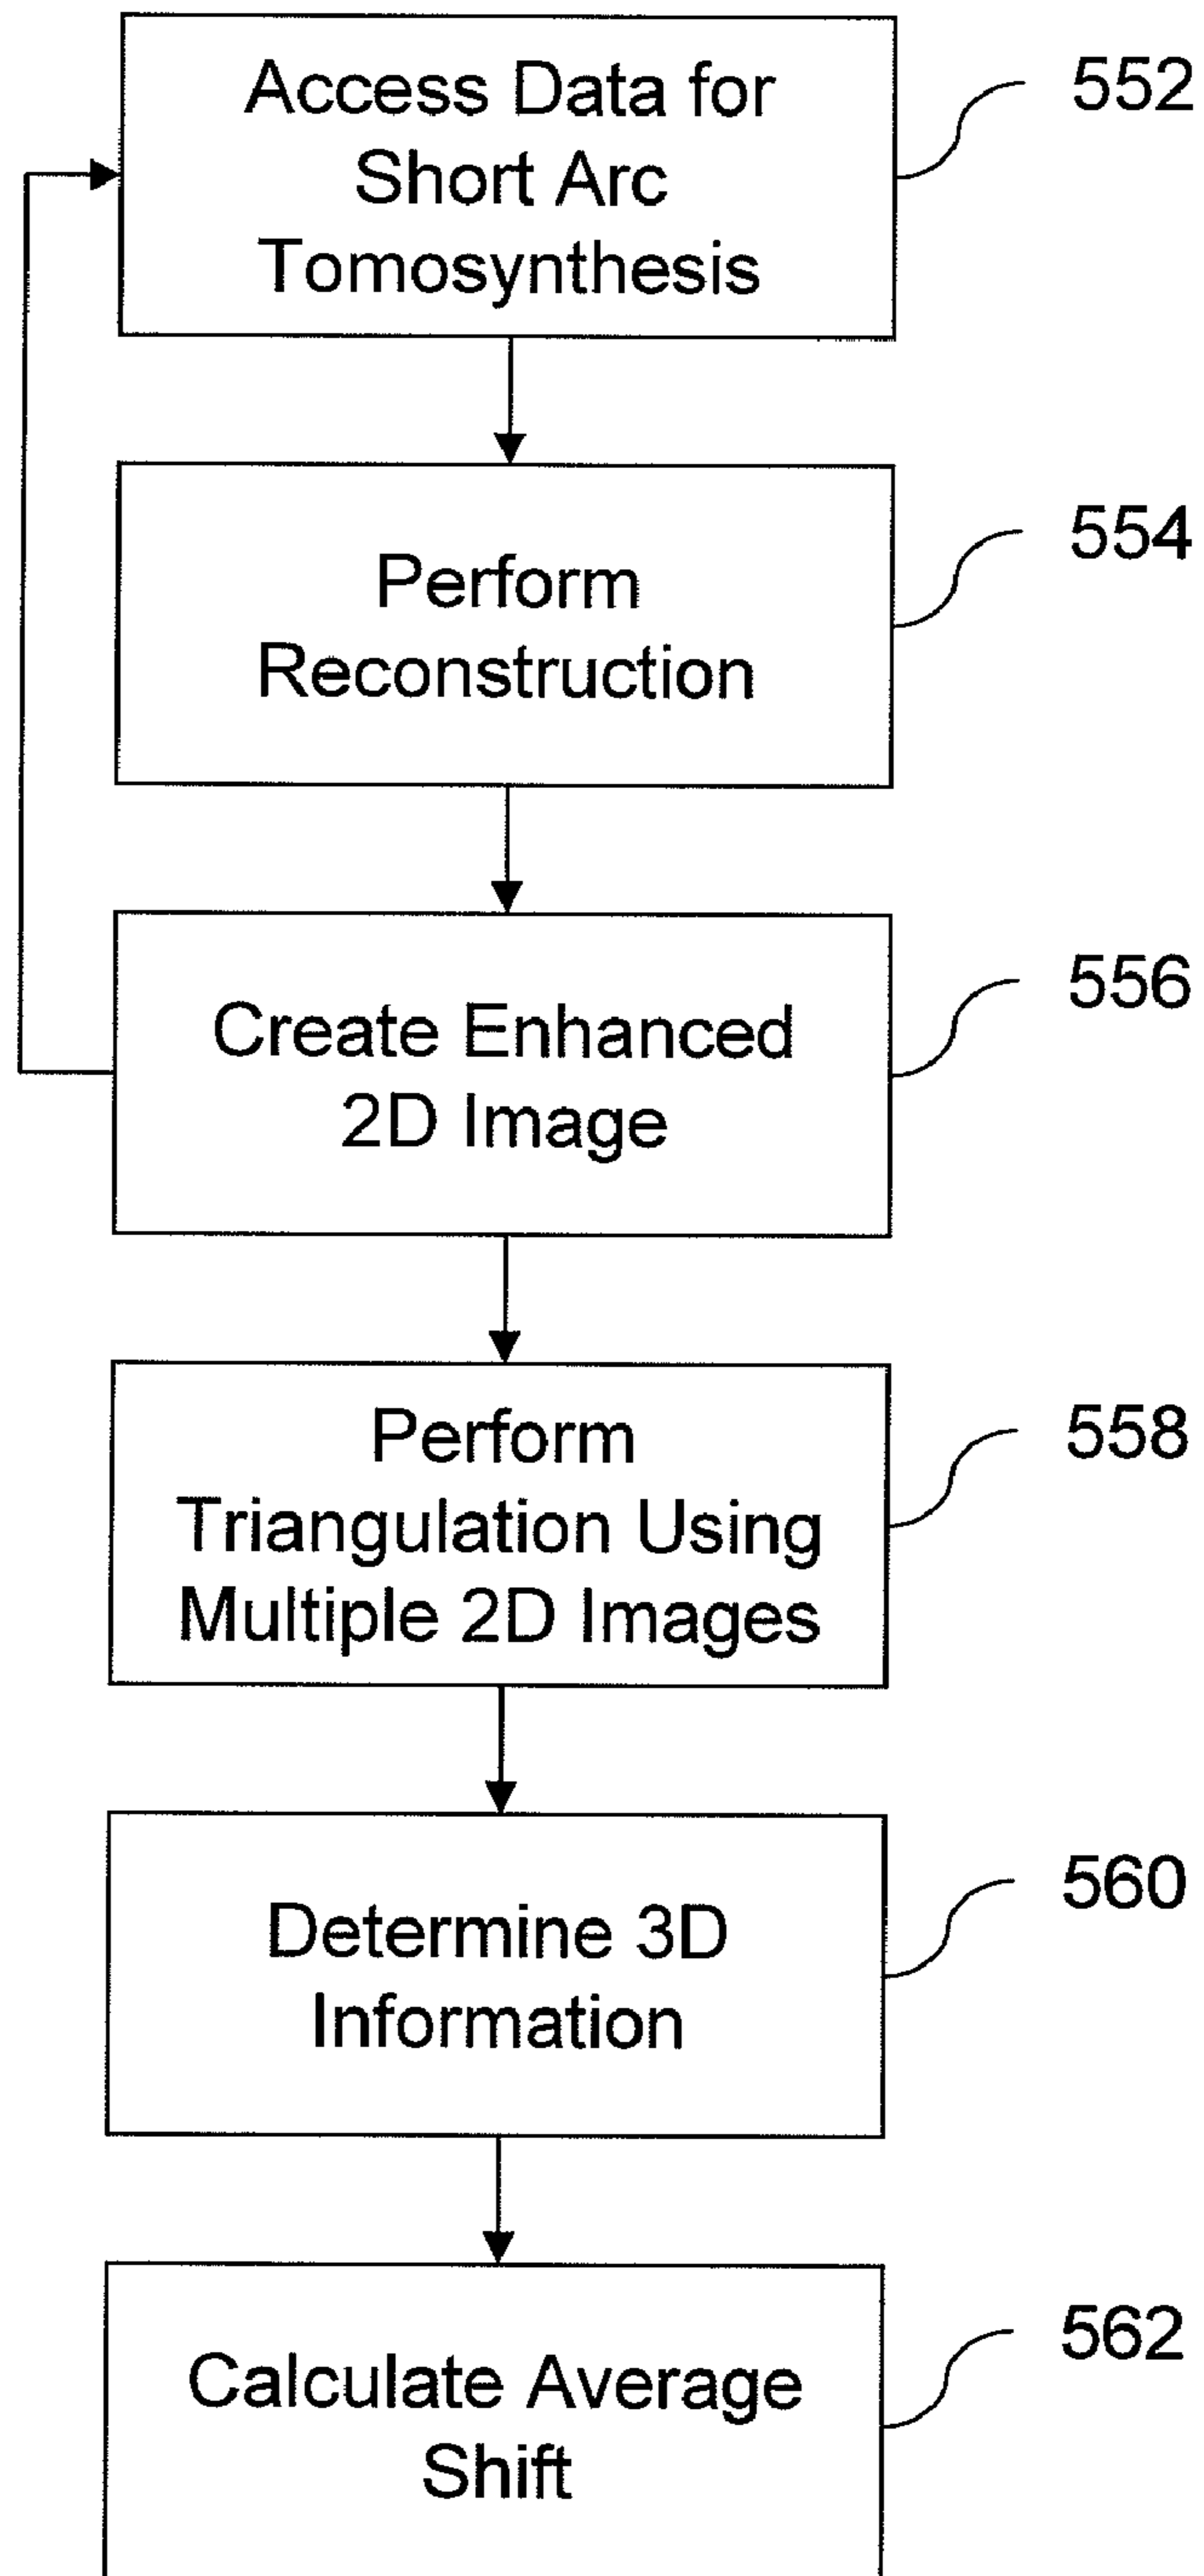 Access Data for
Short Arc
Tomosynthesis
552
Perform
Reconstruction
554
Create Enhanced
2D Image
556
Perform
Triangulation Using
Multiple 2D Images
558
Determine 3D
Information
560
Calculate Average
Shift
562